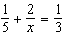 1/5 + 2/x = 1/3